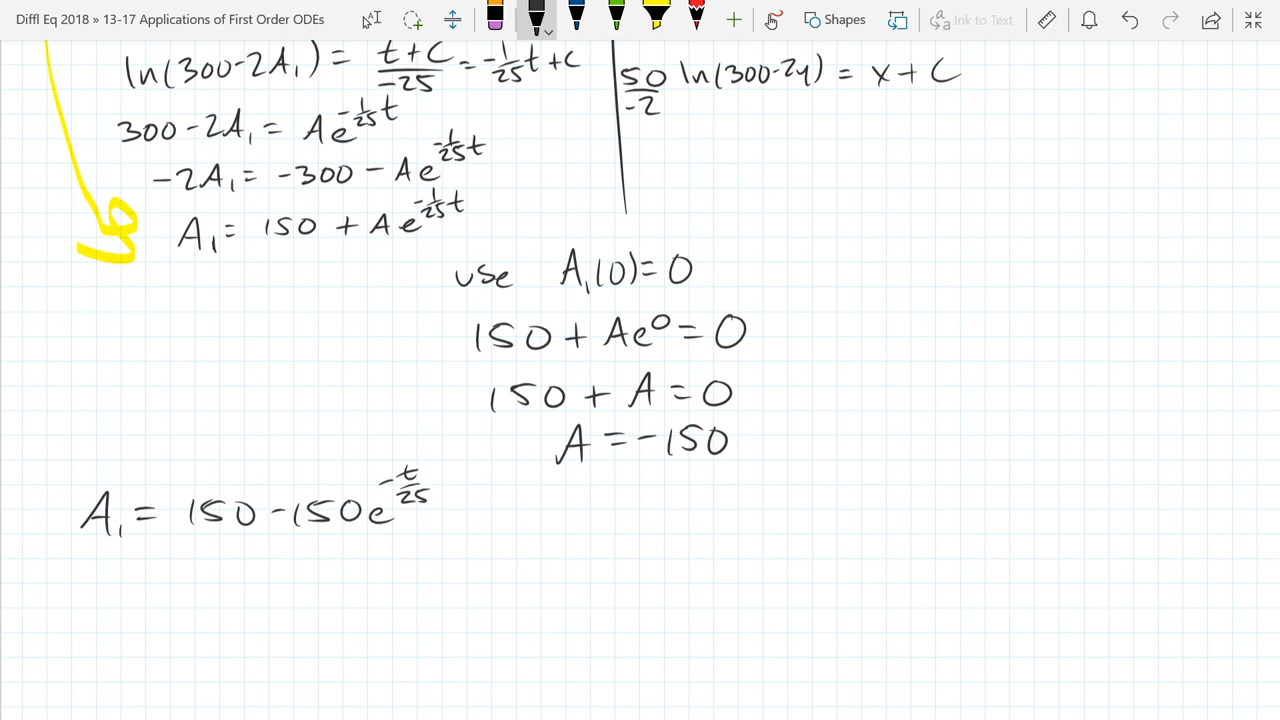 Diffl Eq 2018 » 13-17 Applications of First Order ODEs
Shapes
Link to Text
ln(300-2A₁) = (t+C)/-25 = -1/25 t + C
50/-2 ln(300-2y) = x + C
300-2A₁ = Ae^(-1/25 t)
-2A₁ = -300 - Ae^(-1/25 t)
A₁ = 150 + Ae^(-1/25 t)
use A₁(0)=0
150 + Ae⁰ = 0
150 + A = 0
A = -150
A₁ = 150-150e^(-t/25)